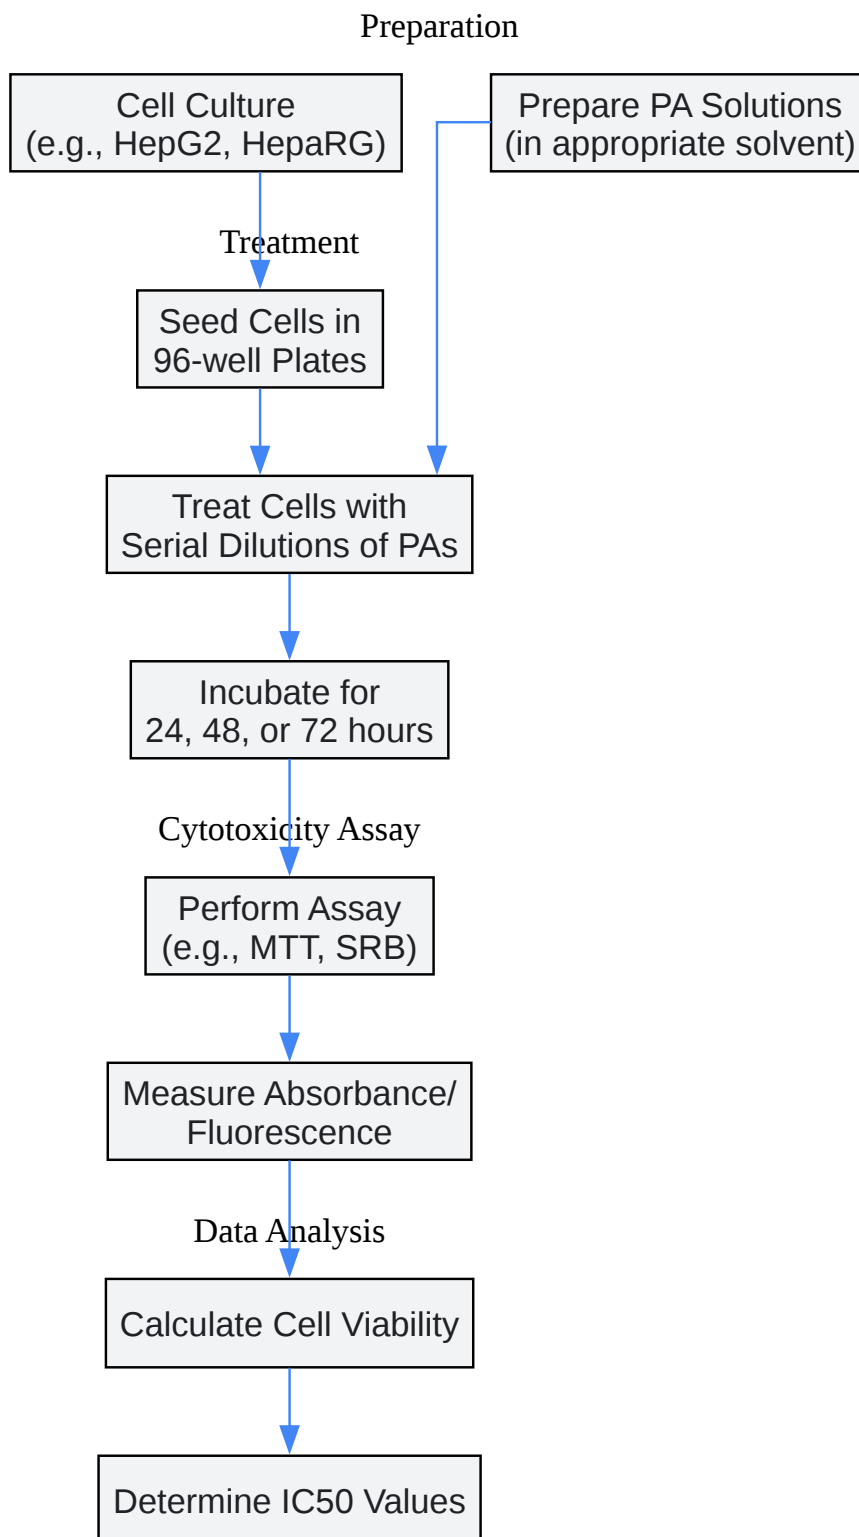 Preparation
Cell Culture
(e.g., HepG2, HepaRG)
Prepare PA Solutions
(in appropriate solvent)
Treatment
Seed Cells in
96-well Plates
Treat Cells with
Serial Dilutions of PAs
Incubate for
24, 48, or 72 hours
Cytotoxicity Assay
Perform Assay
(e.g., MTT, SRB)
Measure Absorbance/
Fluorescence
Data Analysis
Calculate Cell Viability
Determine IC50 Values